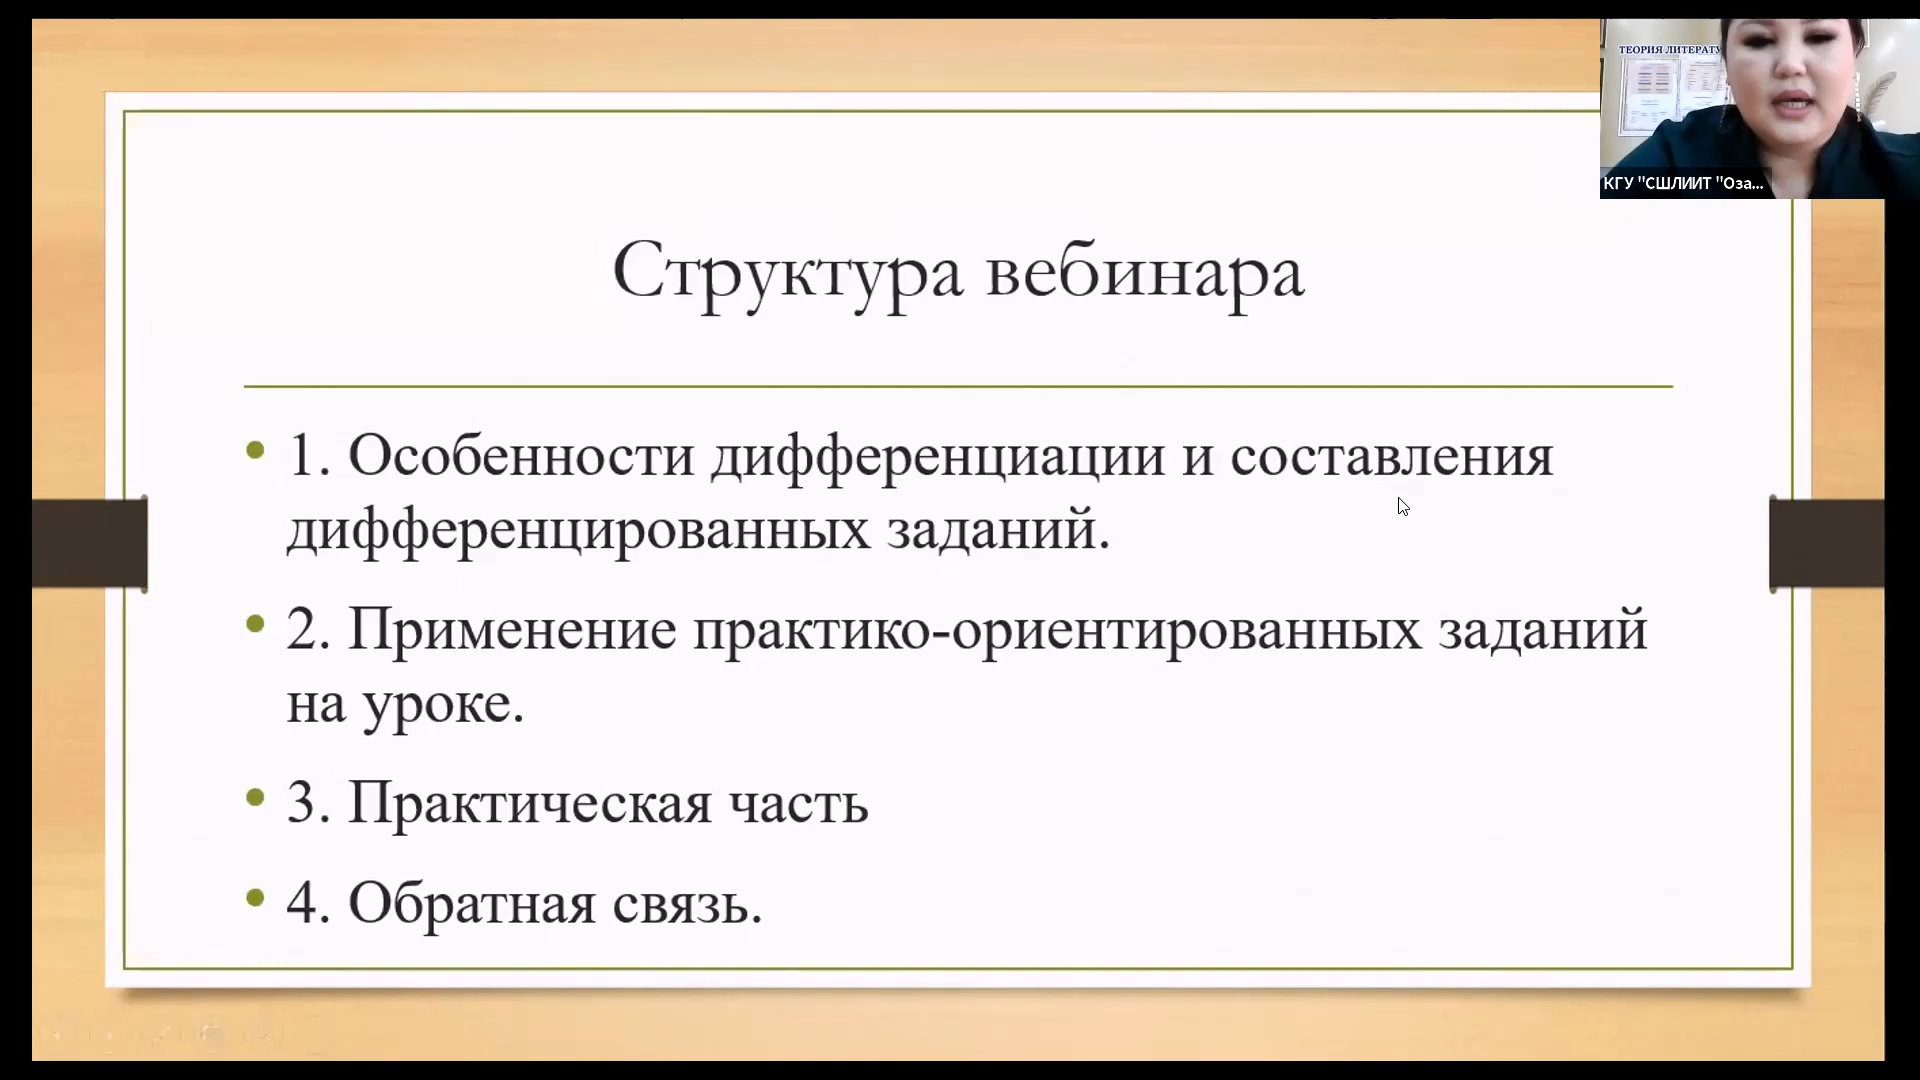 ТЕОРИЯ ЛИТЕРАТУ
КГУ "СШЛИИТ "Оза...
Структура вебинара
1. Особенности дифференциации и составления
дифференцированных заданий.
2. Применение практико-ориентированных заданий
на уроке.
3. Практическая часть
4. Обратная связь.